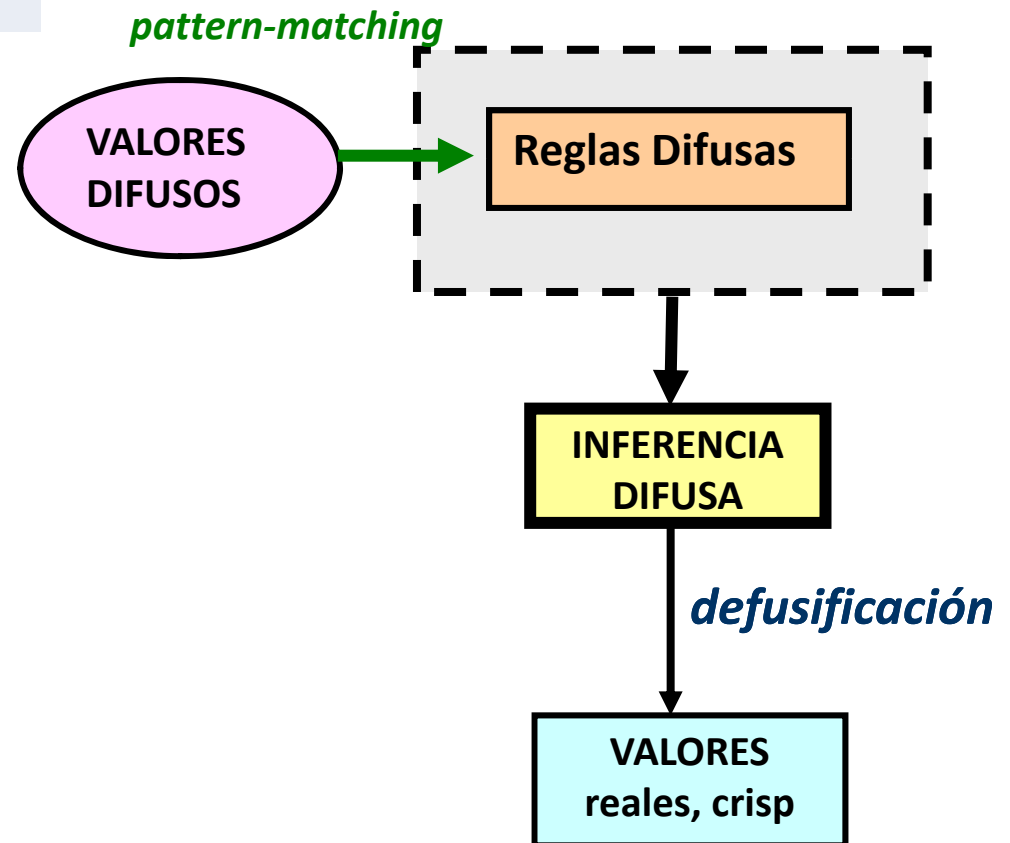 pattern-matching
VALORES
DIFUSOS
Reglas Difusas
INFERENCIA
DIFUSA
defusificación
VALORES
reales, crisp